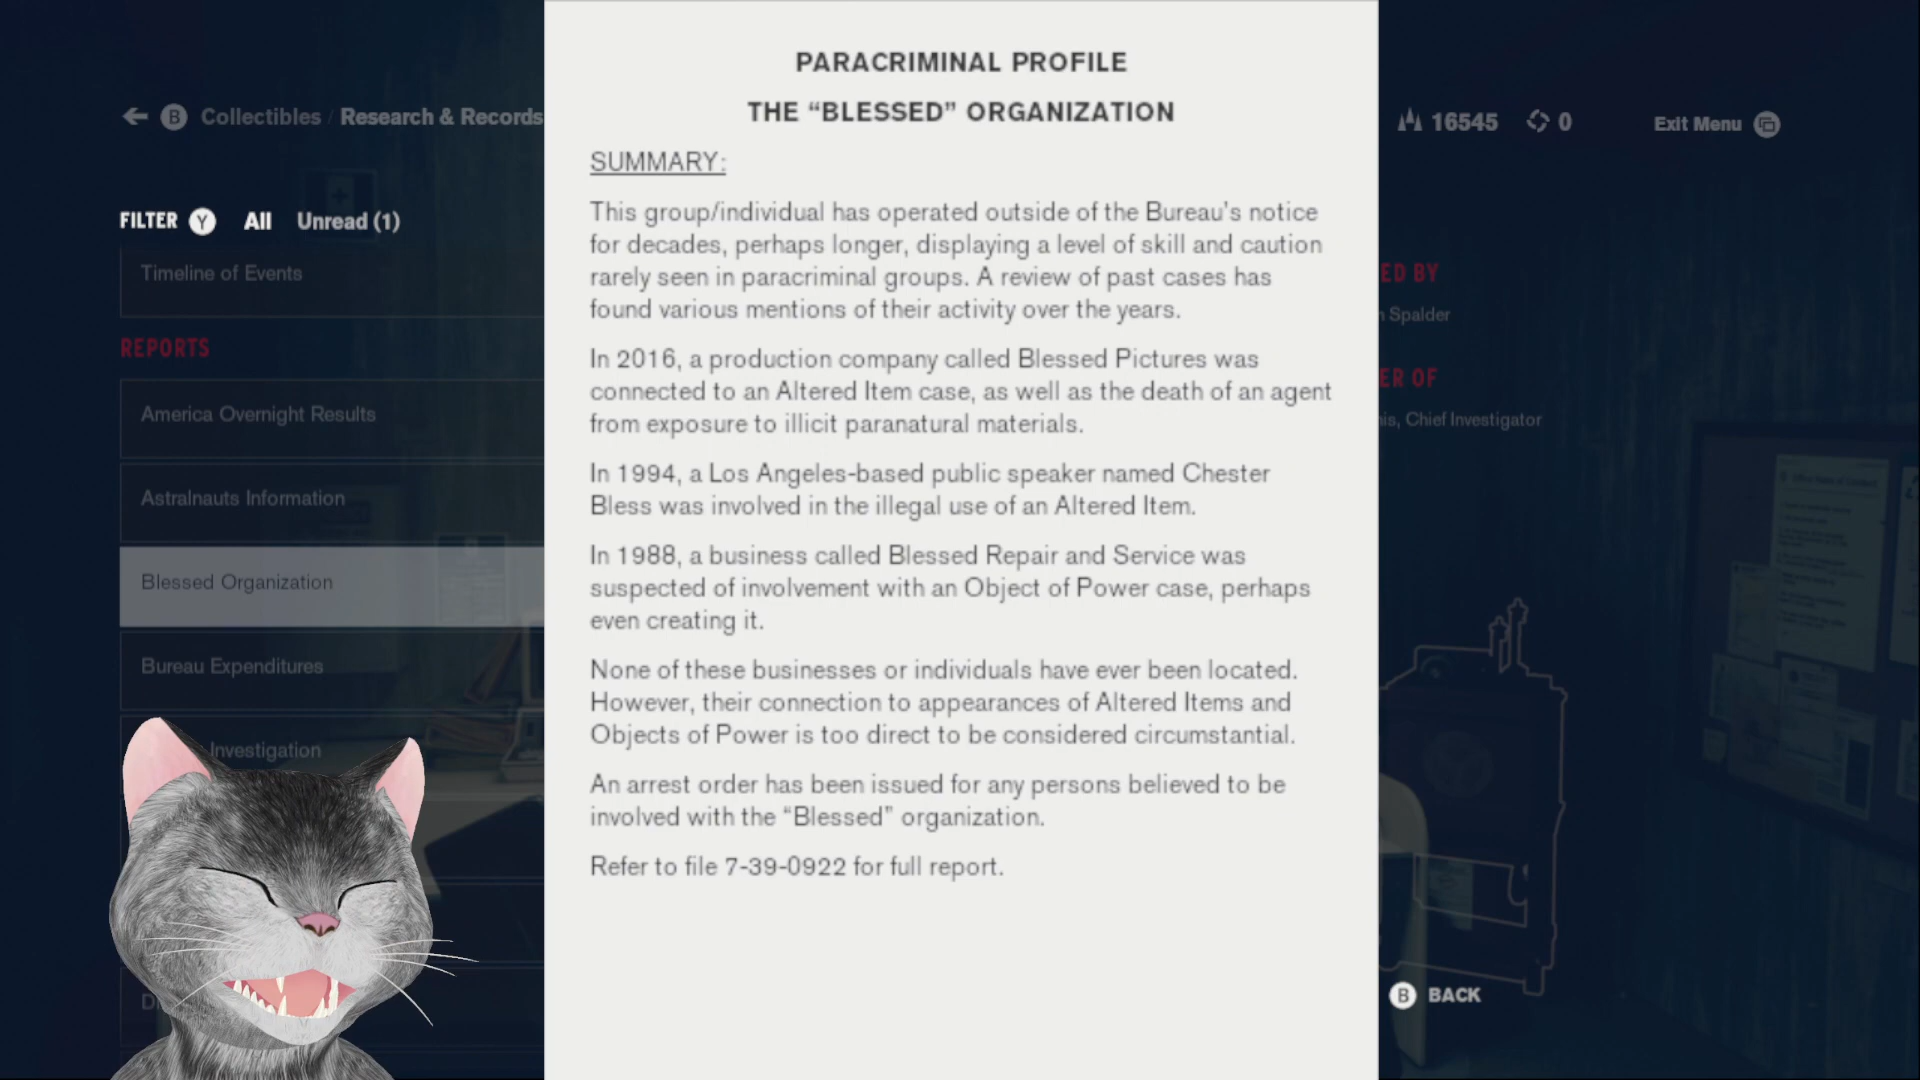 PARACRIMINAL PROFILE
THE “BLESSED” ORGANIZATION
SUMMARY:
This group/individual has operated outside of the Bureau's notice
for decades, perhaps longer, displaying a level of skill and caution
rarely seen in paracriminal groups. A review of past cases has
found various mentions of their activity over the years.
In 2016, a production company called Blessed Pictures was
connected to an Altered Item case, as well as the death of an agent
from exposure to illicit paranatural materials.
In 1994, a Los Angeles-based public speaker named Chester
Bless was involved in the illegal use of an Altered Item.
In 1988, a business called Blessed Repair and Service was
suspected of involvement with an Object of Power case, perhaps
even creating it.
None of these businesses or individuals have ever been located.
However, their connection to appearances of Altered Items and
Objects of Power is too direct to be considered circumstantial.
An arrest order has been issued for any persons believed to be
involved with the “Blessed” organization.
Refer to file 7-39-0922 for full report.
B Collectibles / Research & Records
FILTER Y All Unread (1)
Timeline of Events
REPORTS
America Overnight Results
Astralnauts Information
Blessed Organization
Bureau Expenditures
Investigation
16545 0 Exit Menu
ED BY
Spalder
ER OF
is, Chief Investigator
B BACK